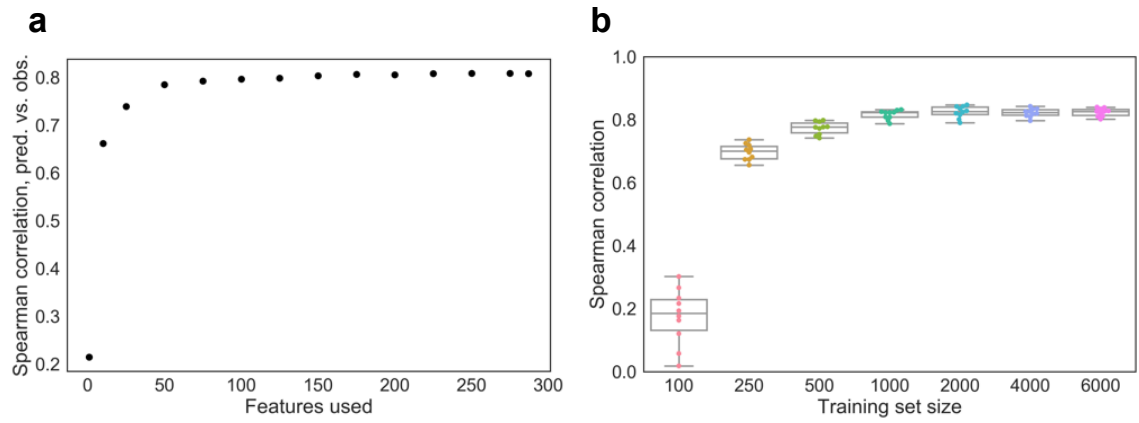 a
Spearman correlation, pred. vs. obs.
0.8
0.7
0.6
0.5
0.4
0.3
0.2
0 50 100 150 200 250 300
Features used
b
Spearman correlation
1.0
0.8
0.6
0.4
0.2
0.0
100 250 500 1000 2000 4000 6000
Training set size